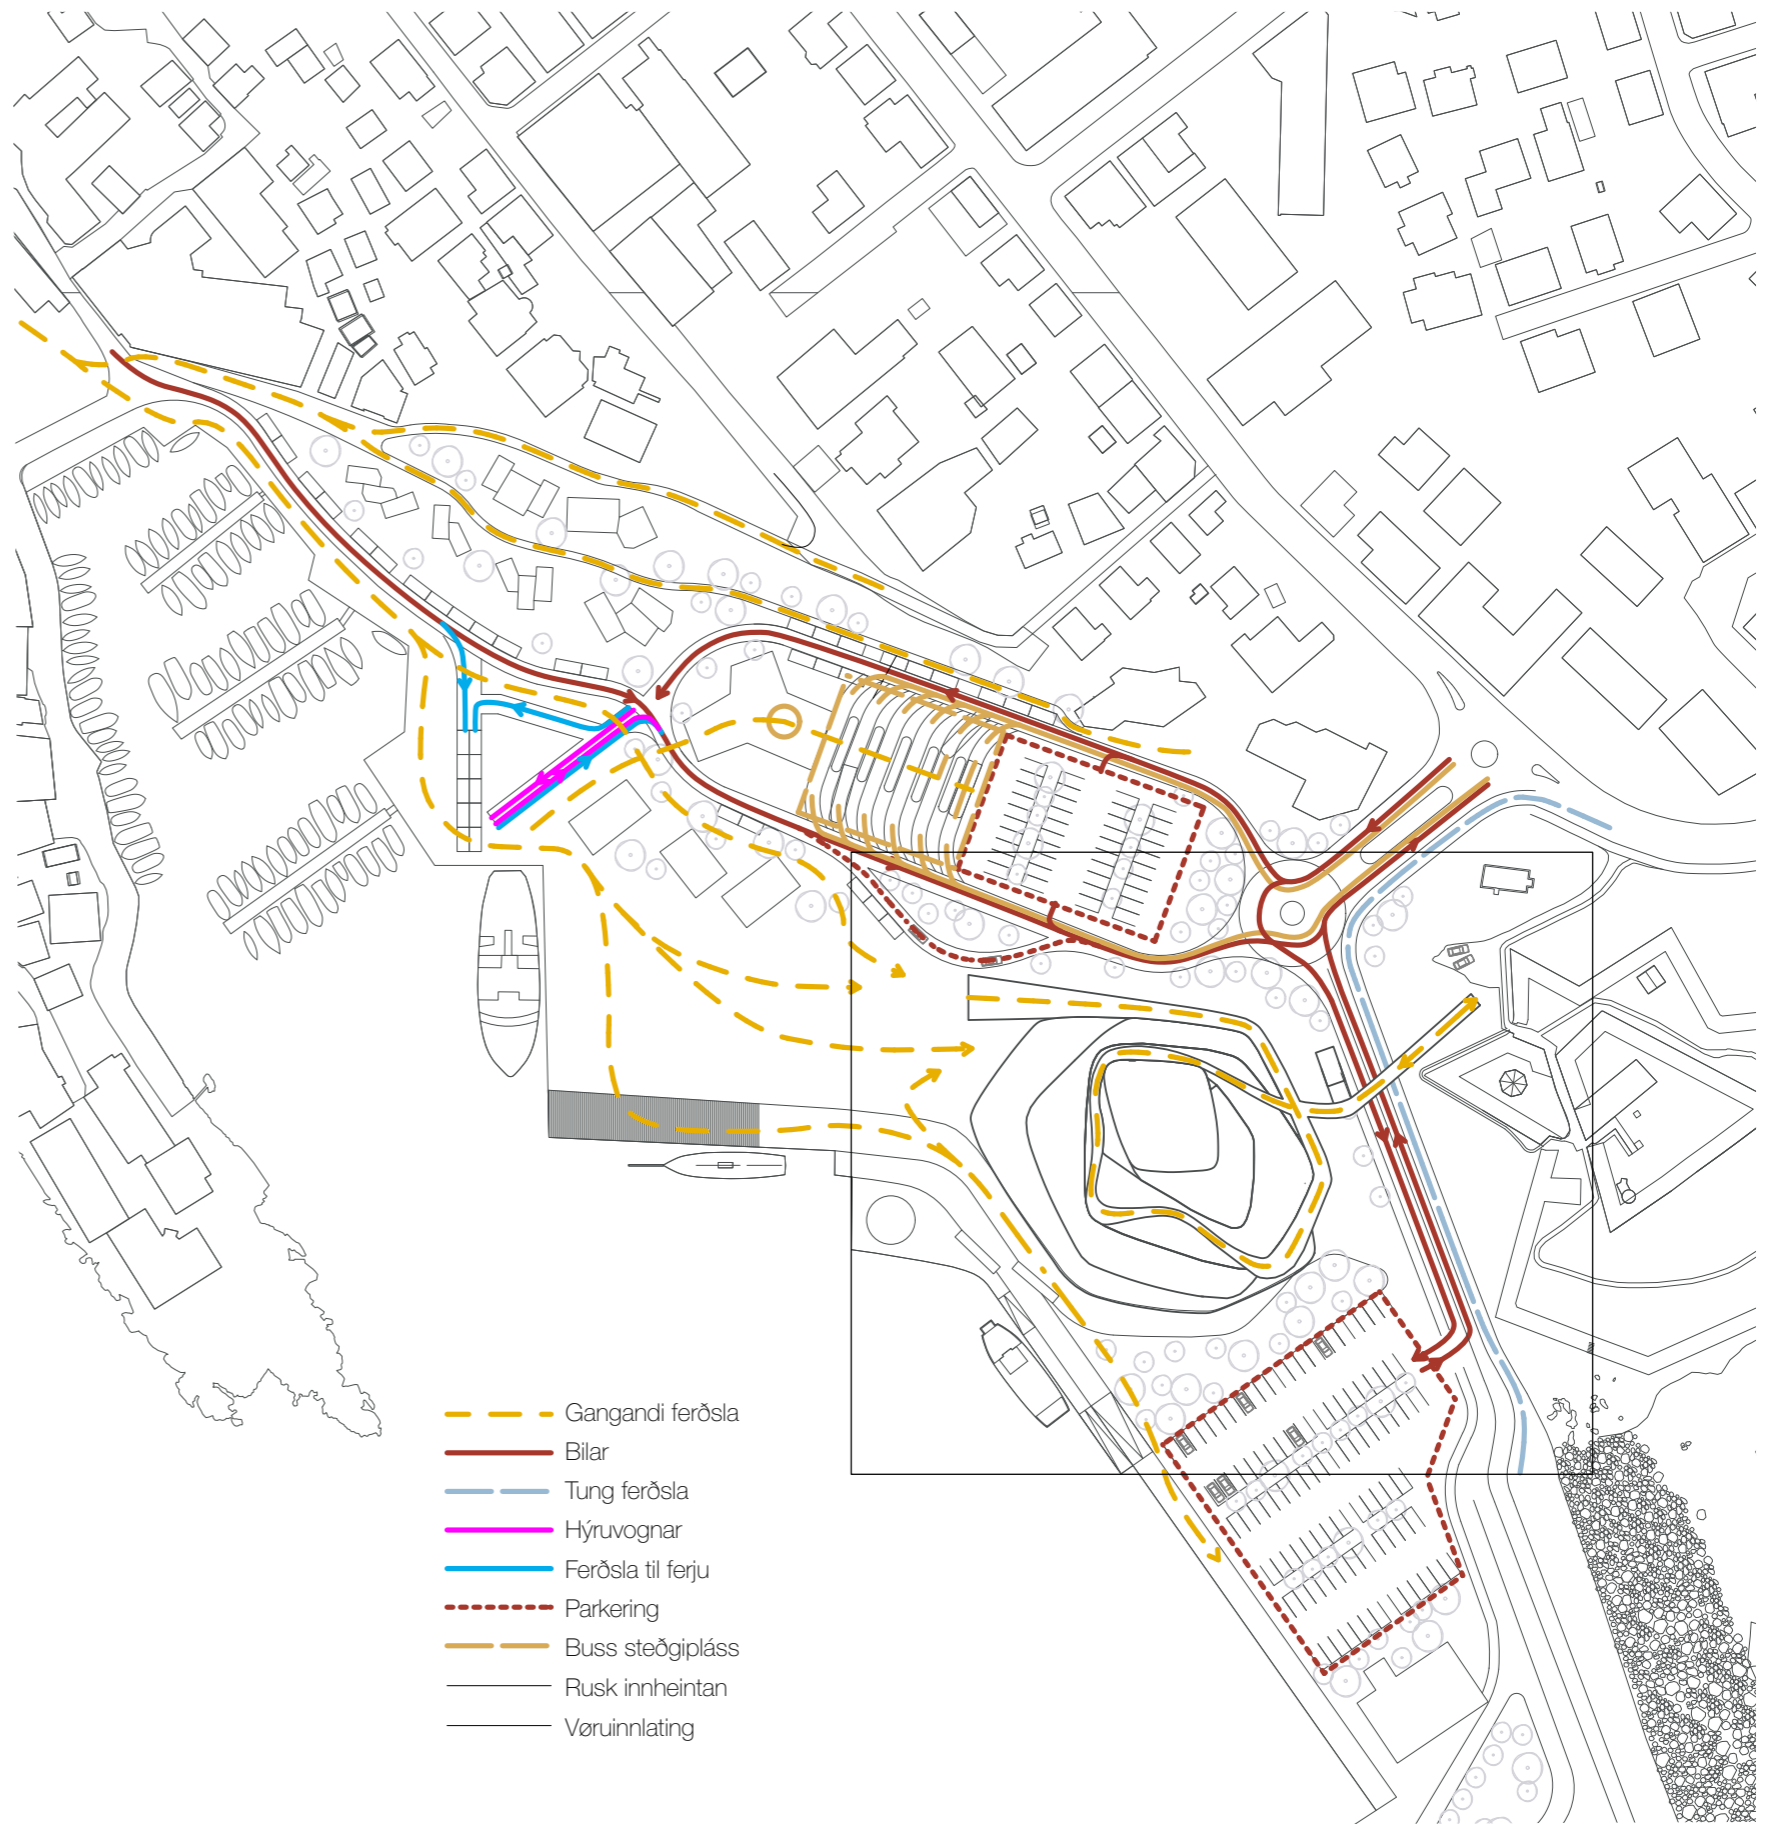 Gangandi ferðsla
Bilar
Tung ferðsla
Hýruvognar
Ferðsla til ferju
Parkering
Buss steðgipláss
Rusk innheintan
Vøruinnlating